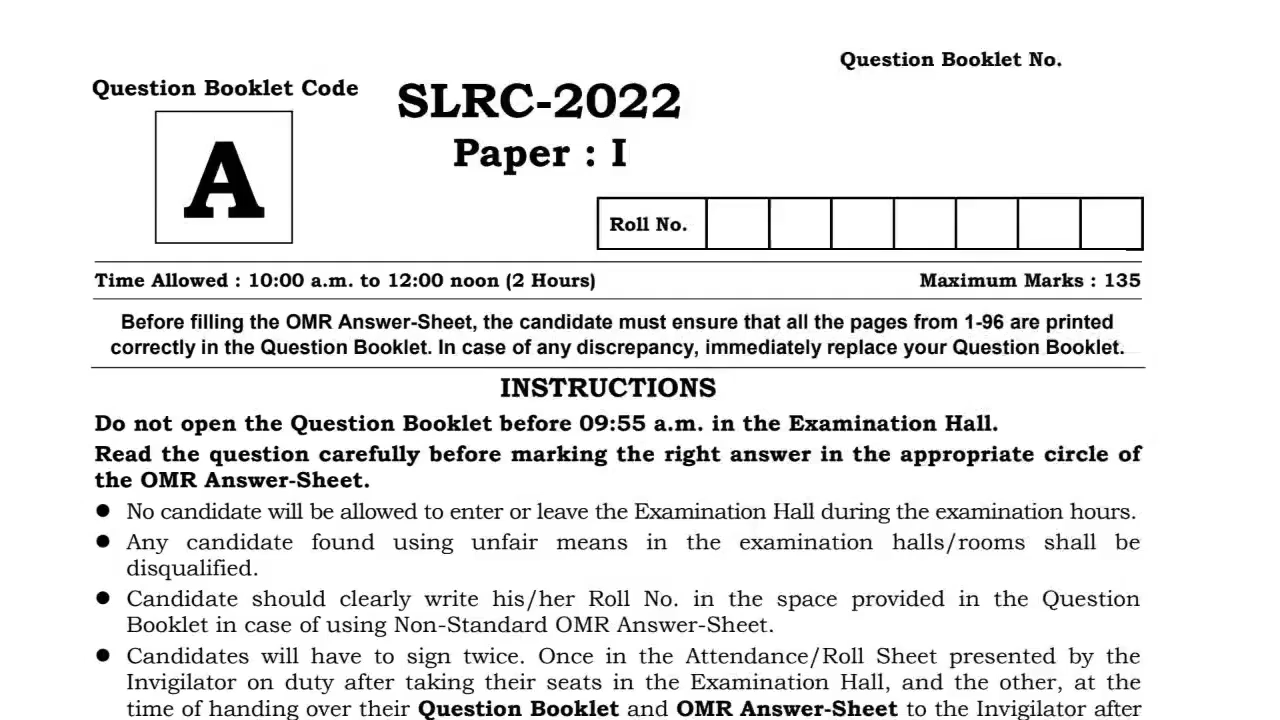 Question Booklet No.
Question Booklet Code
SLRC-2022
Paper : I
A
Roll No.
Time Allowed : 10:00 a.m. to 12:00 noon (2 Hours)
Maximum Marks : 135
Before filling the OMR Answer-Sheet, the candidate must ensure that all the pages from 1-96 are printed
correctly in the Question Booklet. In case of any discrepancy, immediately replace your Question Booklet.
INSTRUCTIONS
Do not open the Question Booklet before 09:55 a.m. in the Examination Hall.
Read the question carefully before marking the right answer in the appropriate circle of
the OMR Answer-Sheet.
● No candidate will be allowed to enter or leave the Examination Hall during the examination hours.
● Any candidate found using unfair means in the examination halls/rooms shall be
disqualified.
● Candidate should clearly write his/her Roll No. in the space provided in the Question
Booklet in case of using Non-Standard OMR Answer-Sheet.
● Candidates will have to sign twice. Once in the Attendance/Roll Sheet presented by the
Invigilator on duty after taking their seats in the Examination Hall, and the other, at the
time of handing over their Question Booklet and OMR Answer-Sheet to the Invigilator after